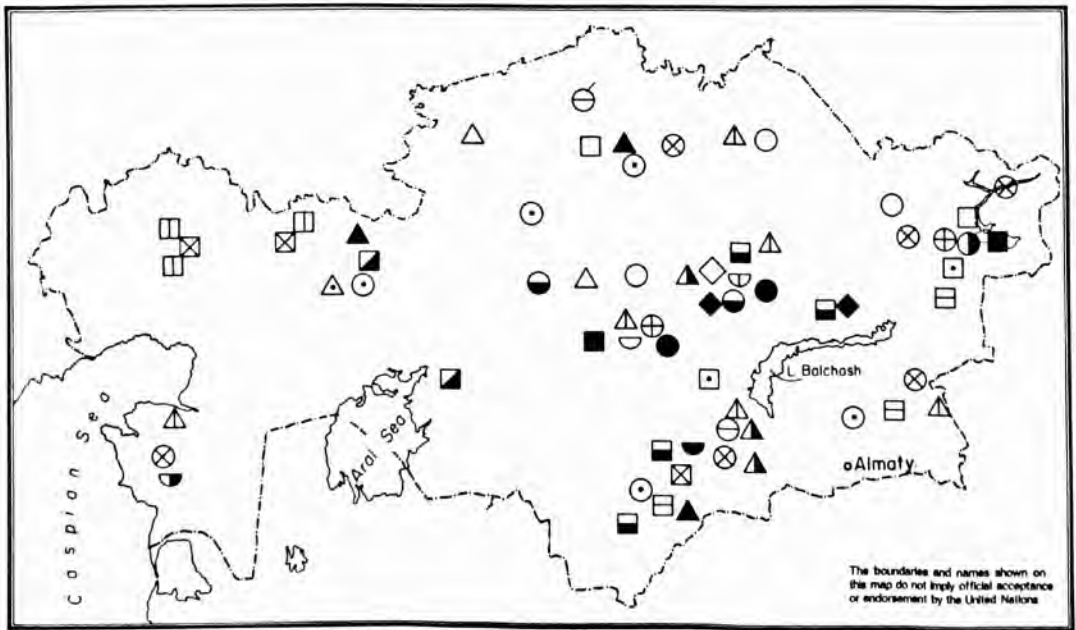 Caspian Sea
Aral Sea
L. Balchash
Almaty
The boundaries and names shown on
this map do not imply official acceptance
or endorsement by the United Nations